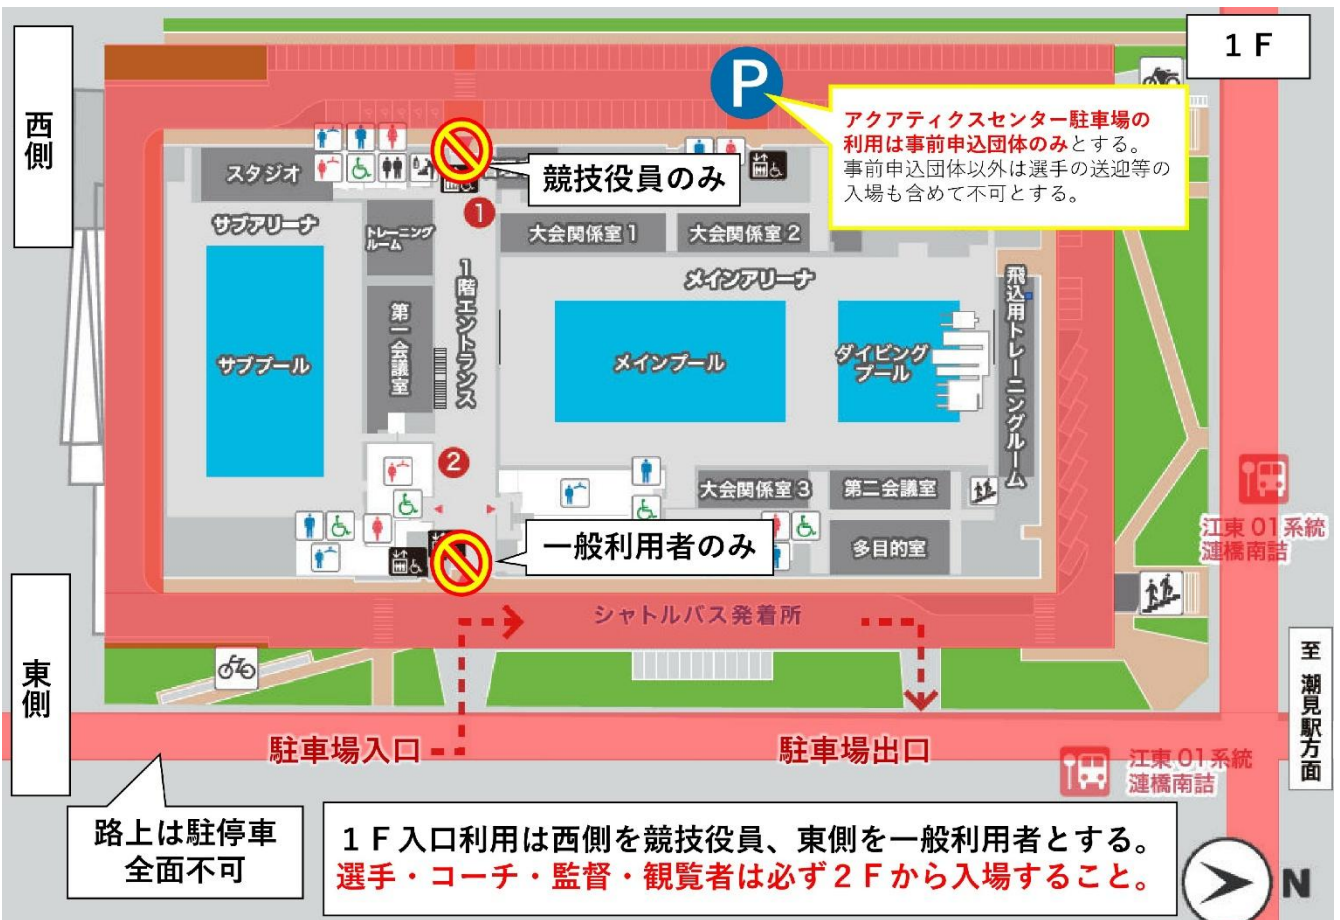 １Ｆ
西側
P
アクアティクスセンター駐車場の
利用は事前申込団体のみとする。
事前申込団体以外は選手の送迎等の
入場も含めて不可とする。
スタジオ
競技役員のみ
1
サブアリーナ
トレーニング
ルーム
大会関係室 1
大会関係室 2
メインアリーナ
1階エントランス
飛込用トレーニングルーム
第一会議室
サブプール
メインプール
ダイビング
プール
2
大会関係室 3
第二会議室
江東 01 系統
漣橋南詰
一般利用者のみ
多目的室
シャトルバス発着所
東側
至 潮見駅方面
駐車場入口
駐車場出口
江東 01 系統
漣橋南詰
路上は駐停車
全面不可
１Ｆ入口利用は西側を競技役員、東側を一般利用者とする。
選手・コーチ・監督・観覧者は必ず２Ｆから入場すること。
N